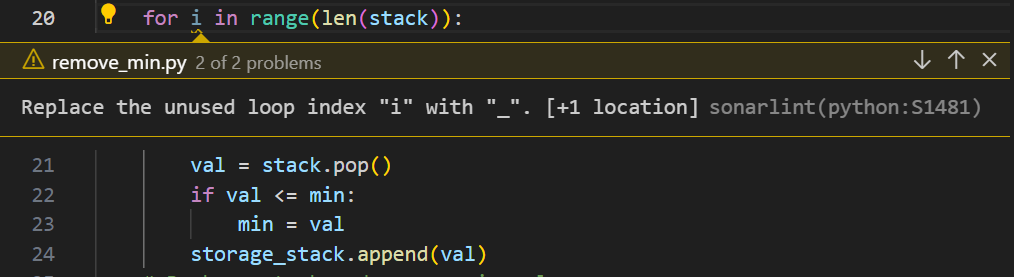 20 for i in range(len(stack)):
remove_min.py 2 of 2 problems
Replace the unused loop index "i" with "_". [+1 location] sonarlint(python:S1481)
21 val = stack.pop()
22 if val <= min:
23 min = val
24 storage_stack.append(val)